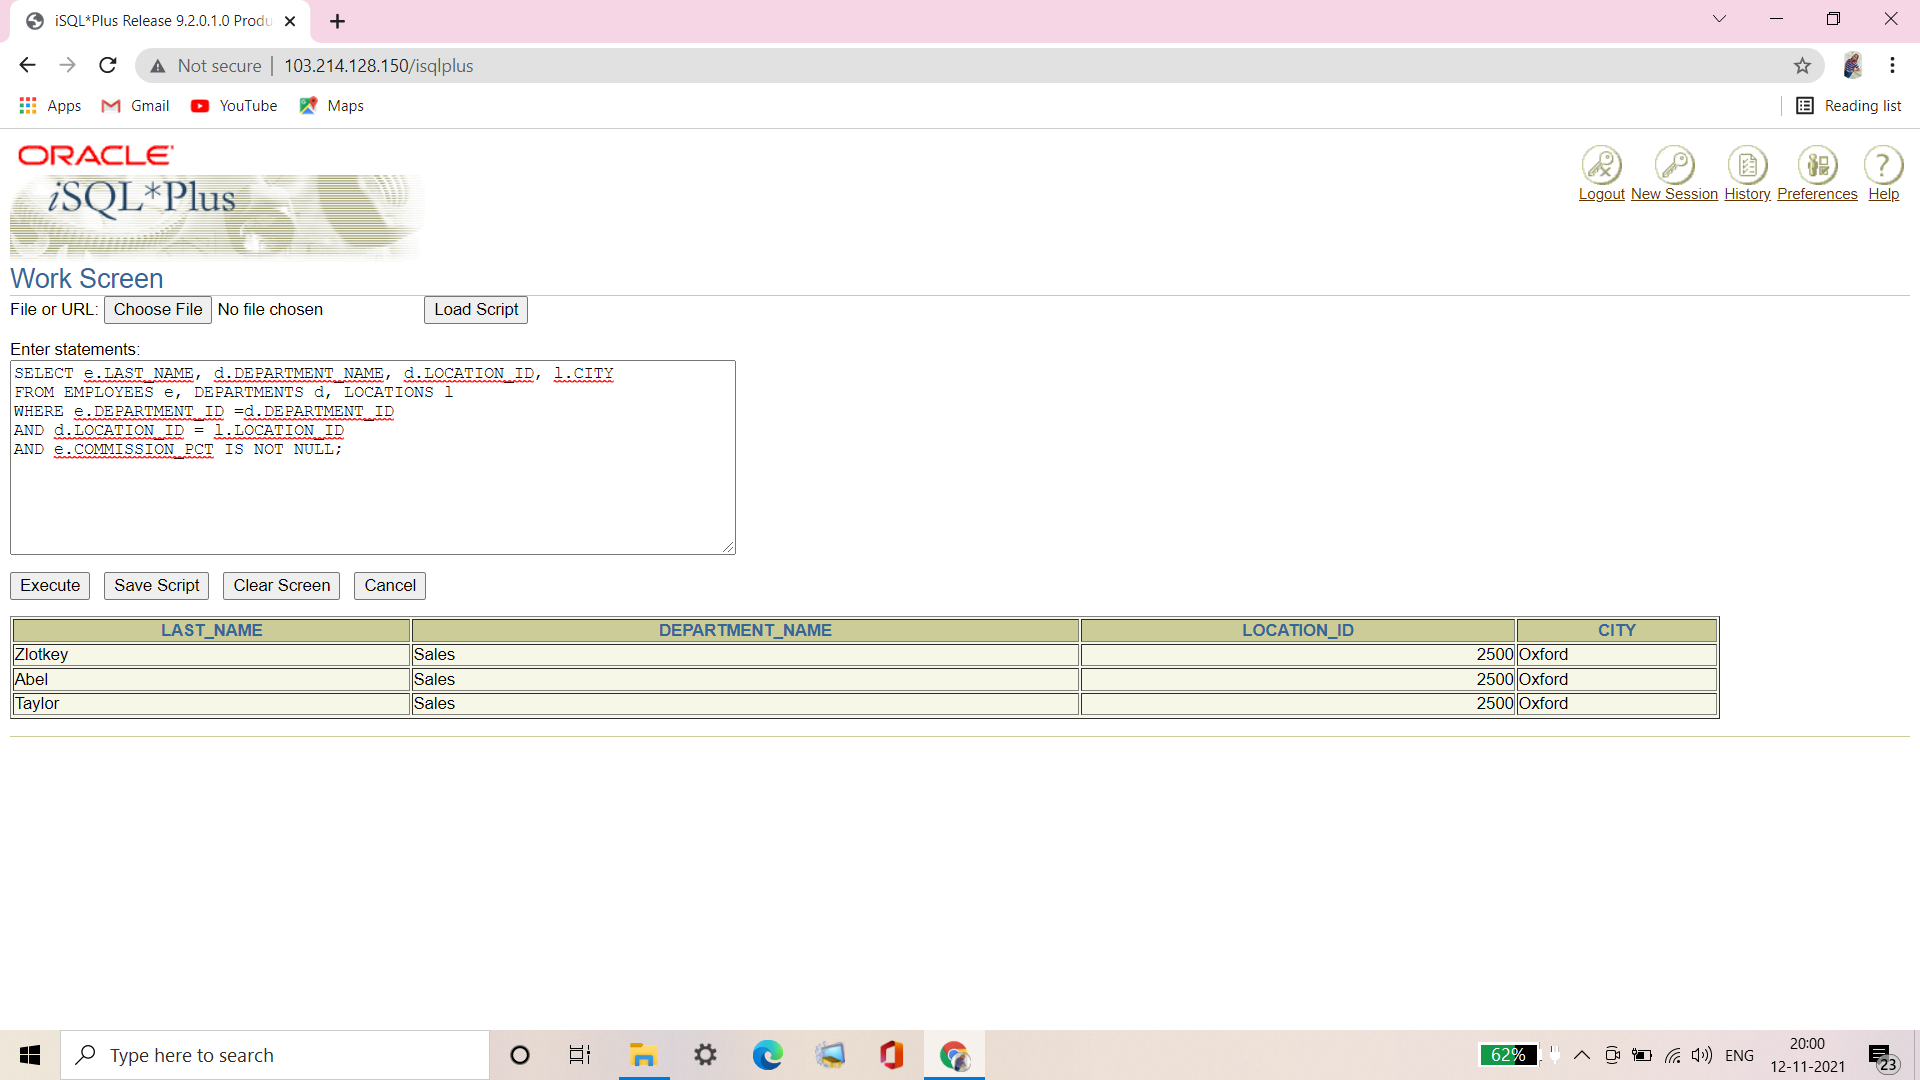 iSQL*Plus Release 9.2.0.1.0 Produ
Not secure | 103.214.128.150/isqlplus
Apps Gmail YouTube Maps Reading list
ORACLE
iSQL*Plus
Logout New Session History Preferences Help
Work Screen
File or URL: Choose File No file chosen Load Script
Enter statements:
SELECT e.LAST_NAME, d.DEPARTMENT_NAME, d.LOCATION_ID, l.CITY
FROM EMPLOYEES e, DEPARTMENTS d, LOCATIONS l
WHERE e.DEPARTMENT_ID =d.DEPARTMENT_ID
AND d.LOCATION_ID = l.LOCATION_ID
AND e.COMMISSION_PCT IS NOT NULL;
Execute Save Script Clear Screen Cancel
LAST_NAME DEPARTMENT_NAME LOCATION_ID CITY
Zlotkey Sales 2500 Oxford
Abel Sales 2500 Oxford
Taylor Sales 2500 Oxford
Type here to search
62%
ENG
20:00
12-11-2021
23